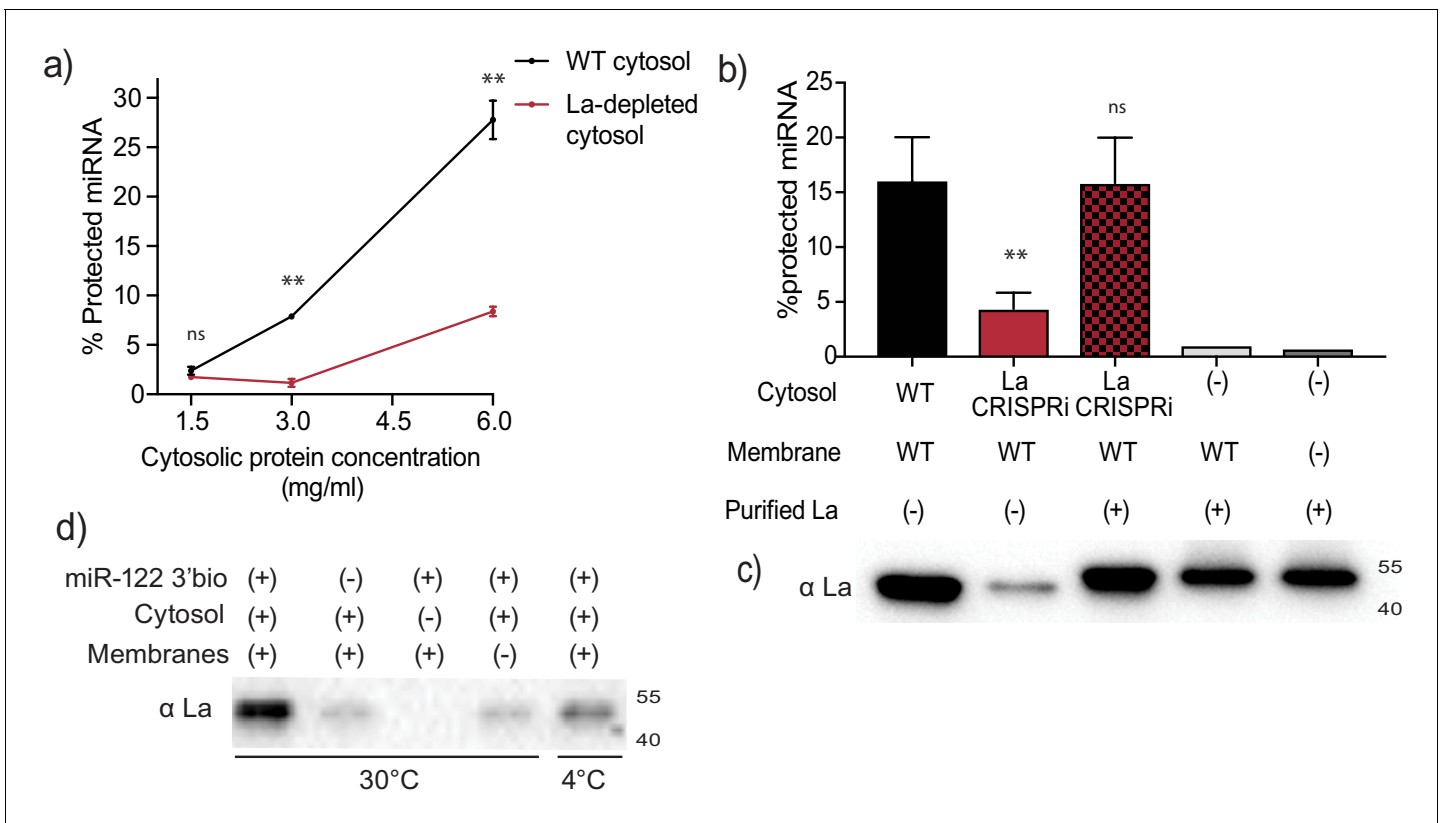 a)
% Protected miRNA
30
25
20
15
10
5
0
ns
**
**
1.5 3.0 4.5 6.0
Cytosolic protein concentration
(mg/ml)
WT cytosol
La-depleted
cytosol
b)
%protected miRNA
25
20
15
10
5
0
**
ns
Cytosol WT La CRISPRi La CRISPRi (-) (-)
Membrane WT WT WT WT (-)
Purified La (-) (-) (+) (+) (+)
c)
α La
55
40
d)
miR-122 3'bio (+) (-) (+) (+) (+)
Cytosol (+) (+) (-) (+) (+)
Membranes (+) (+) (+) (-) (+)
α La
55
40
30°C 4°C